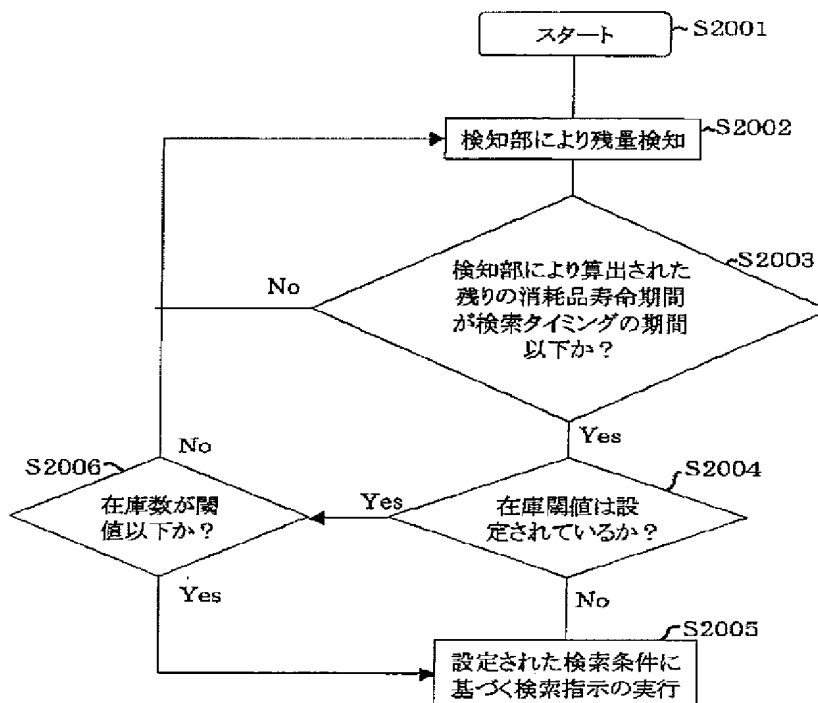 スタート
S2001
検知部により残量検知
S2002
検知部により算出された
残りの消耗品寿命期間
が検索タイミングの期間
以下か？
S2003
No
Yes
在庫閾値は設
定されているか？
S2004
Yes
No
在庫数が閾
値以下か？
S2006
No
Yes
設定された検索条件に
基づく検索指示の実行
S2005